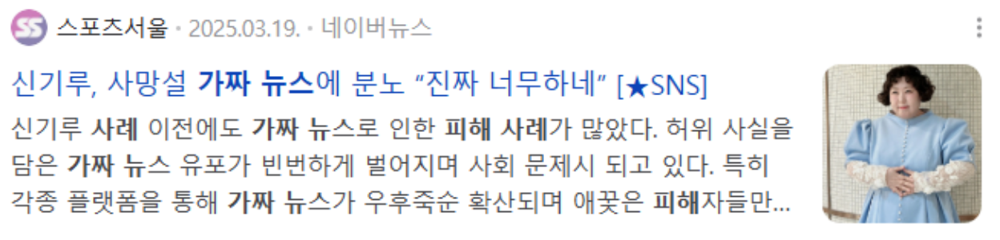 SS 스포츠서울 · 2025.03.19. · 네이버뉴스
신기루, 사망설 가짜 뉴스에 분노 “진짜 너무하네” [★SNS]
신기루 사례 이전에도 가짜 뉴스로 인한 피해 사례가 많았다. 허위 사실을
담은 가짜 뉴스 유포가 빈번하게 벌어지며 사회 문제시 되고 있다. 특히
각종 플랫폼을 통해 가짜 뉴스가 우후죽순 확산되며 애꿎은 피해자들만...